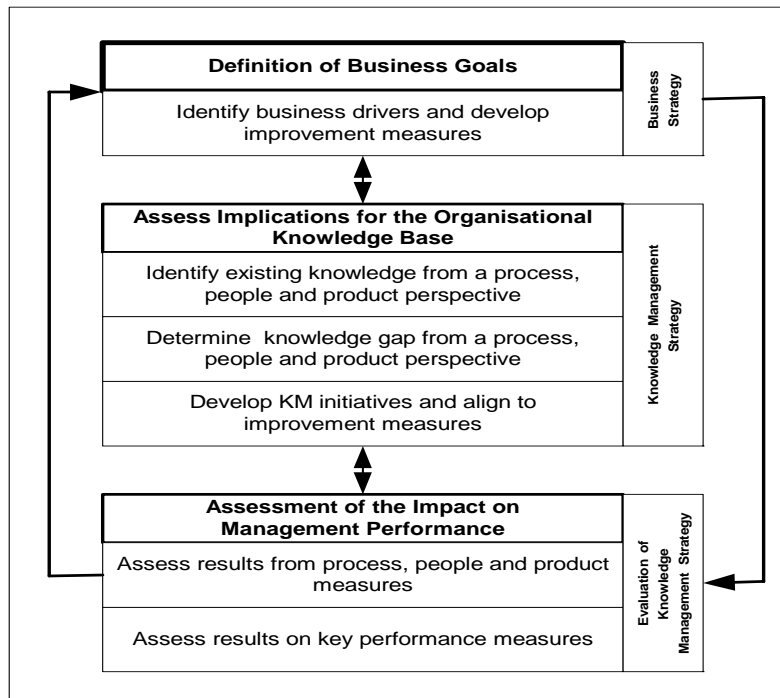 Definition of Business Goals
Identify business drivers and develop
improvement measures
Business
Strategy
Assess Implications for the Organisational
Knowledge Base
Identify existing knowledge from a process,
people and product perspective
Determine knowledge gap from a process,
people and product perspective
Develop KM initiatives and align to
improvement measures
Knowledge Management
Strategy
Assessment of the Impact on
Management Performance
Assess results from process, people and product
measures
Assess results on key performance measures
Evaluation of
Knowledge
Management Strategy